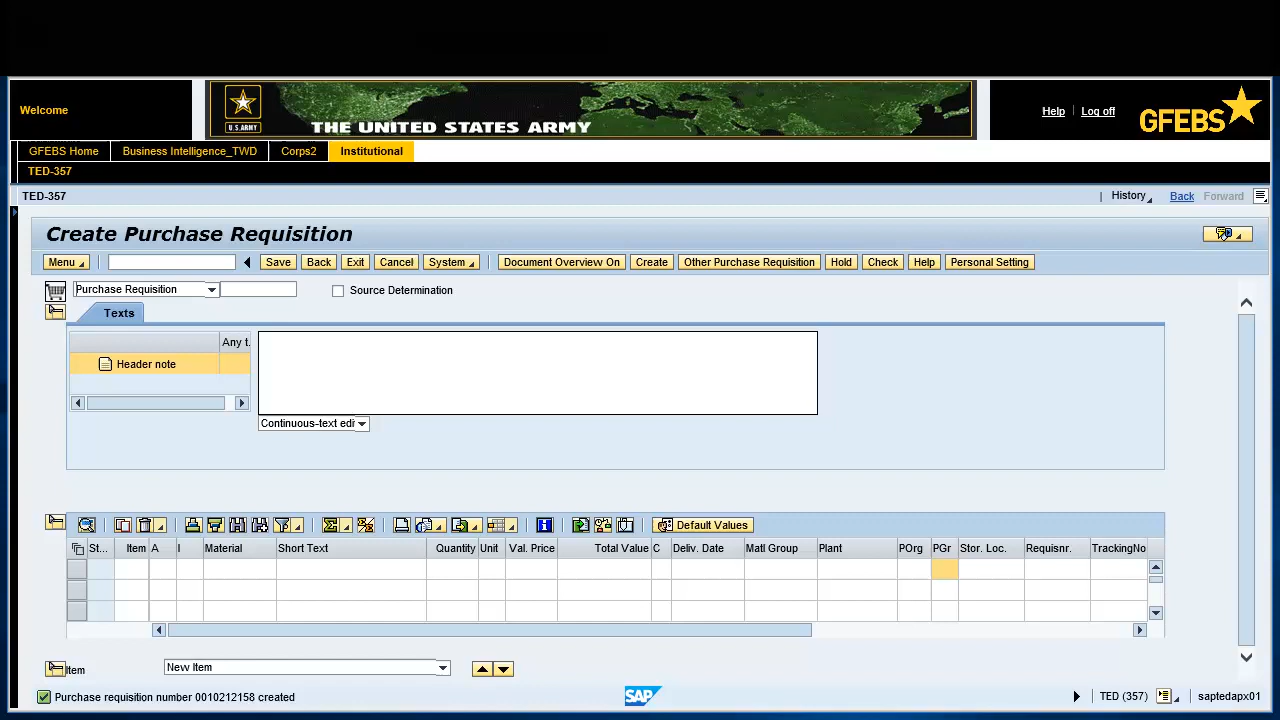 Welcome
U.S.ARMY
THE UNITED STATES ARMY
Help Log off
GFEBS
GFEBS Home Business Intelligence_TWD Corps2 Institutional
TED-357
TED-357 History Back Forward
Create Purchase Requisition
Menu Save Back Exit Cancel System Document Overview On Create Other Purchase Requisition Hold Check Help Personal Setting
Purchase Requisition Source Determination
Texts
Any t.
Header note
Continuous-text edi
Default Values
St... Item A I Material Short Text Quantity Unit Val. Price Total Value C Deliv. Date Matl Group Plant POrg PGr Stor. Loc. Requisnr. TrackingNo
Item New Item
Purchase requisition number 0010212158 created SAP TED (357) saptedapx01